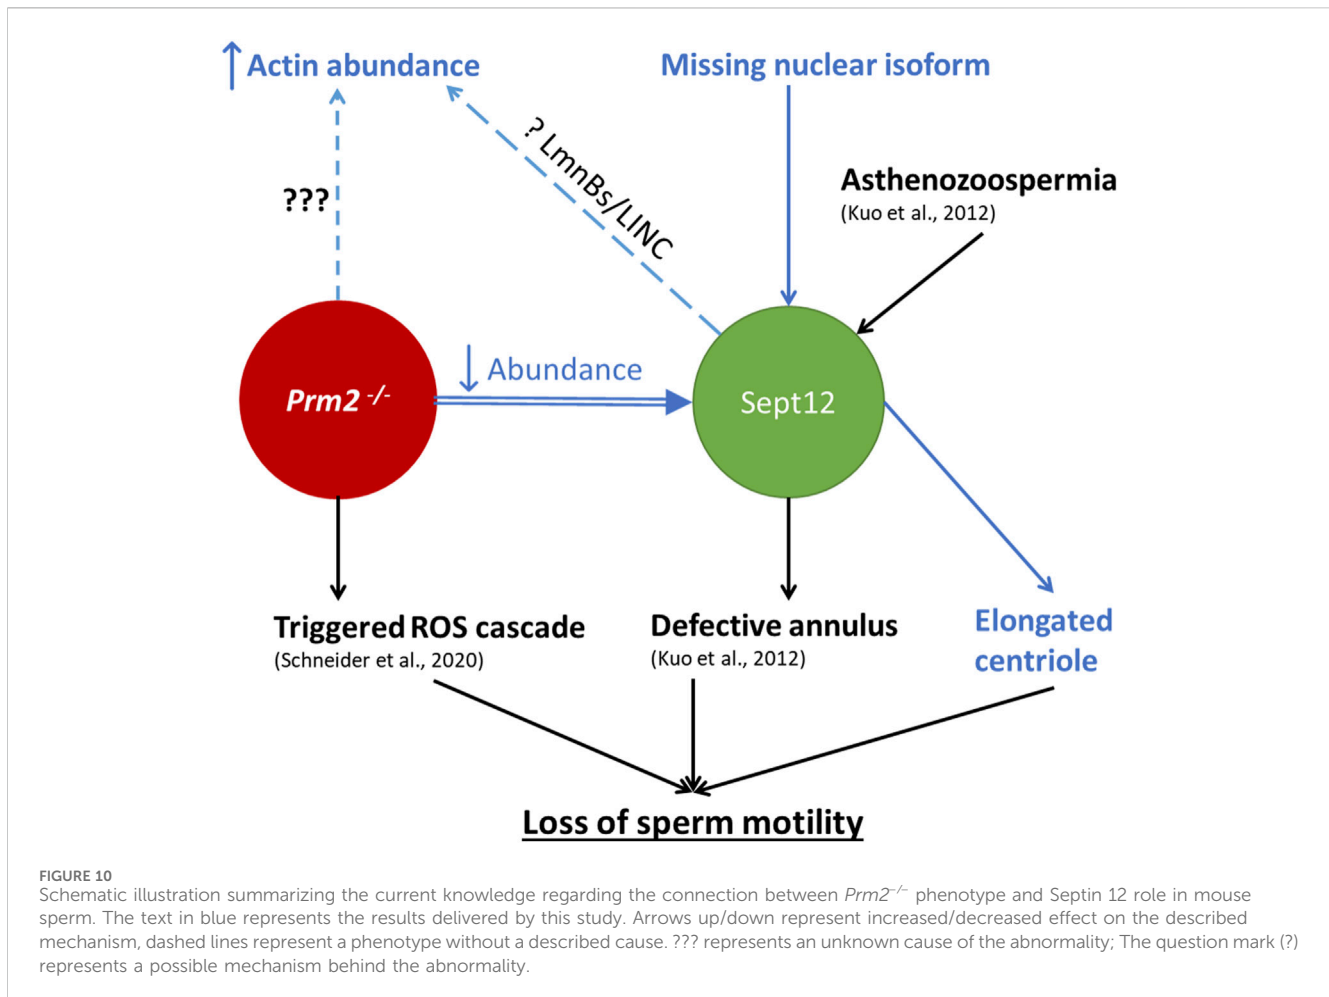 ↑ Actin abundance
Missing nuclear isoform
? LmnBs/LINC
Asthenozoospermia
(Kuo et al., 2012)
???
↓ Abundance
Prm2 -/-
Sept12
Triggered ROS cascade
(Schneider et al., 2020)
Defective annulus
(Kuo et al., 2012)
Elongated
centriole
Loss of sperm motility
FIGURE 10
Schematic illustration summarizing the current knowledge regarding the connection between Prm2−/− phenotype and Septin 12 role in mouse
sperm. The text in blue represents the results delivered by this study. Arrows up/down represent increased/decreased effect on the described
mechanism, dashed lines represent a phenotype without a described cause. ??? represents an unknown cause of the abnormality; The question mark (?)
represents a possible mechanism behind the abnormality.